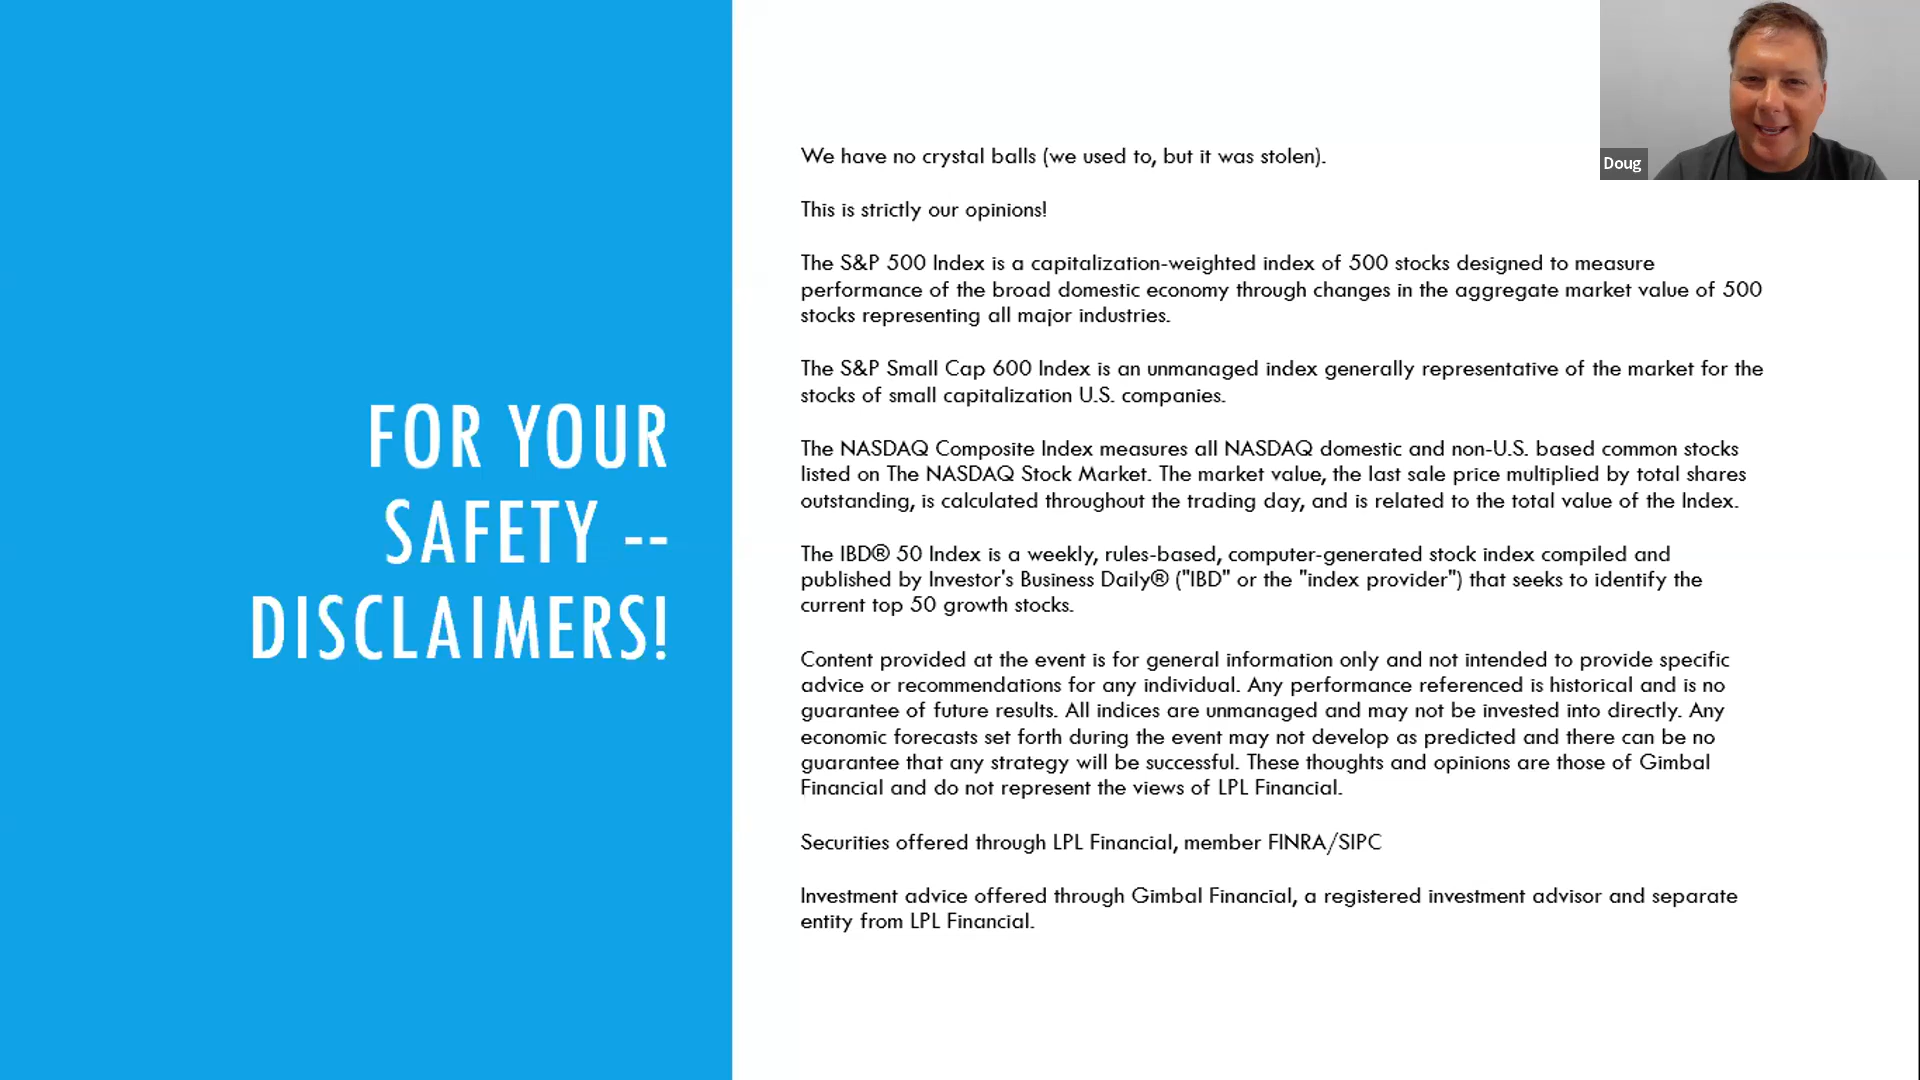 FOR YOUR
SAFETY --
DISCLAIMERS!
We have no crystal balls (we used to, but it was stolen).
This is strictly our opinions!
The S&P 500 Index is a capitalization-weighted index of 500 stocks designed to measure
performance of the broad domestic economy through changes in the aggregate market value of 500
stocks representing all major industries.
The S&P Small Cap 600 Index is an unmanaged index generally representative of the market for the
stocks of small capitalization U.S. companies.
The NASDAQ Composite Index measures all NASDAQ domestic and non-U.S. based common stocks
listed on The NASDAQ Stock Market. The market value, the last sale price multiplied by total shares
outstanding, is calculated throughout the trading day, and is related to the total value of the Index.
The IBD® 50 Index is a weekly, rules-based, computer-generated stock index compiled and
published by Investor's Business Daily® ("IBD" or the "index provider") that seeks to identify the
current top 50 growth stocks.
Content provided at the event is for general information only and not intended to provide specific
advice or recommendations for any individual. Any performance referenced is historical and is no
guarantee of future results. All indices are unmanaged and may not be invested into directly. Any
economic forecasts set forth during the event may not develop as predicted and there can be no
guarantee that any strategy will be successful. These thoughts and opinions are those of Gimbal
Financial and do not represent the views of LPL Financial.
Securities offered through LPL Financial, member FINRA/SIPC
Investment advice offered through Gimbal Financial, a registered investment advisor and separate
entity from LPL Financial.
Doug